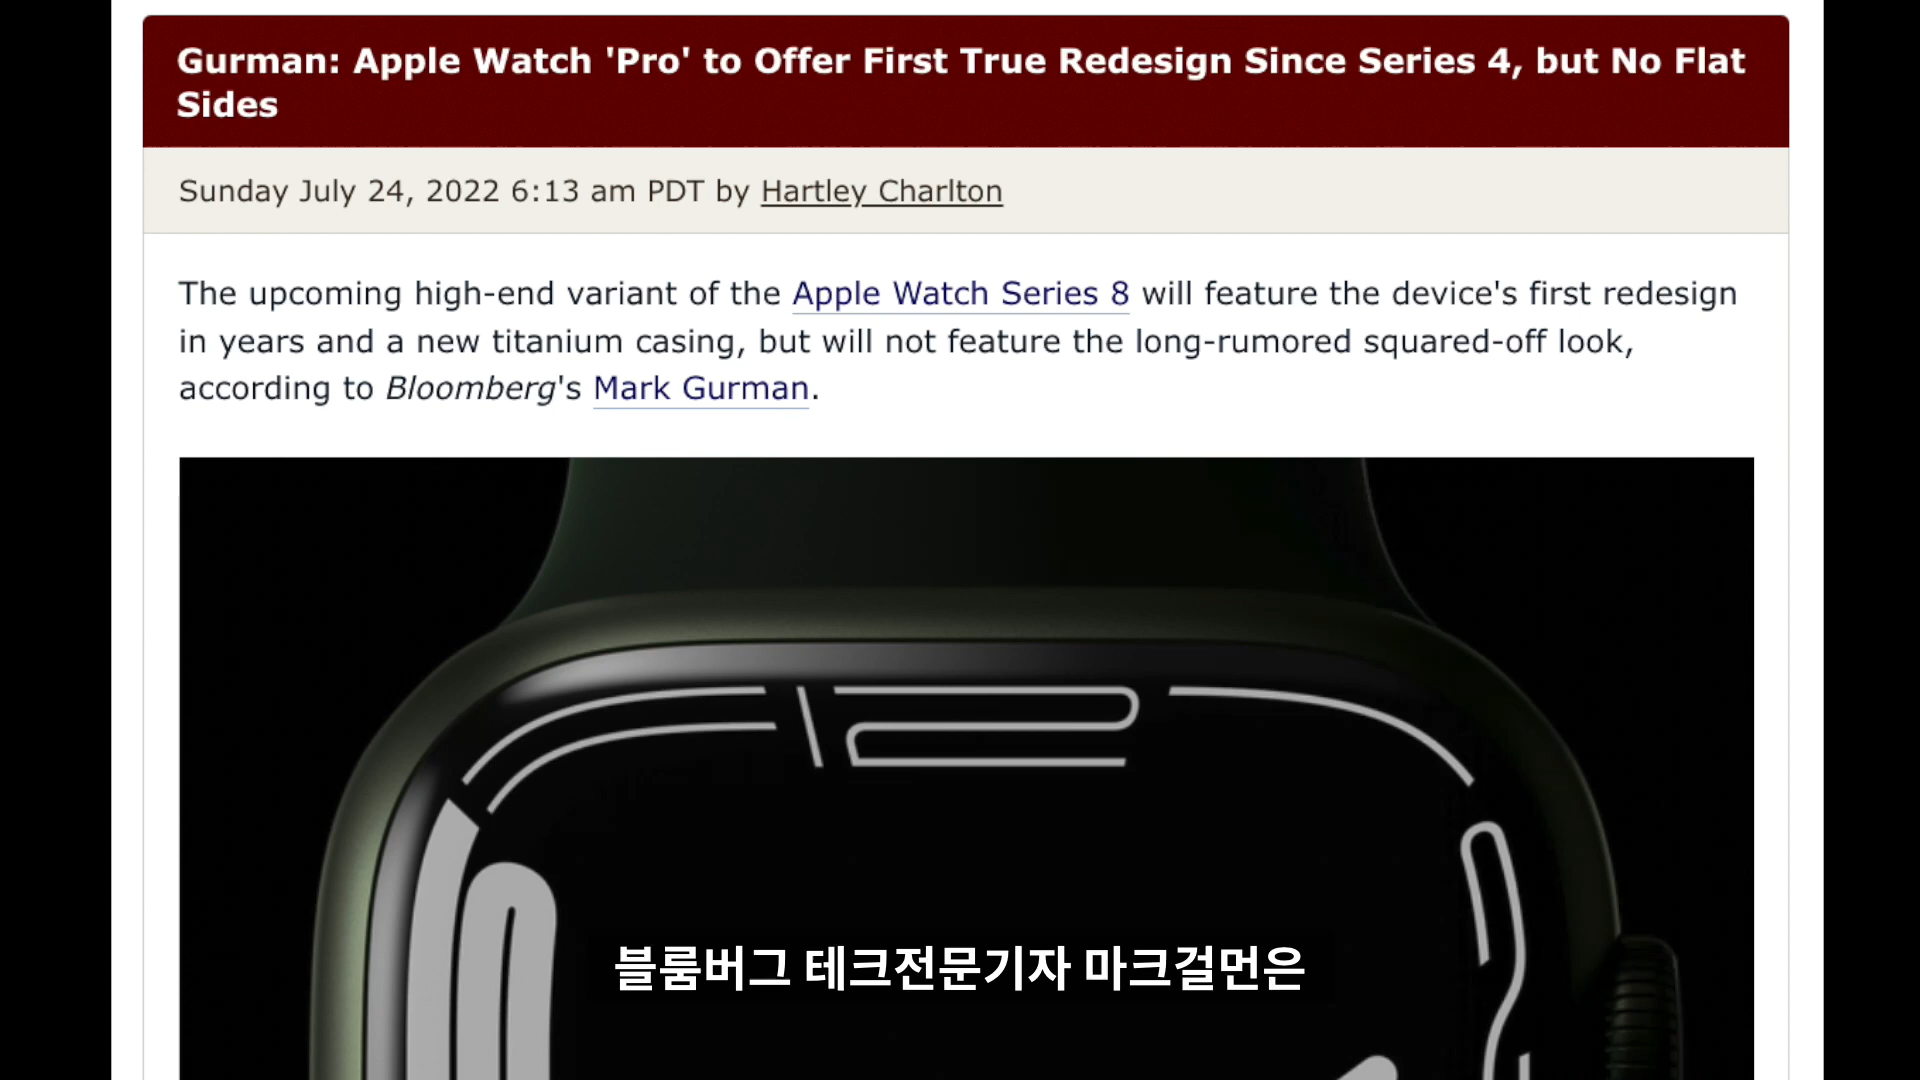 Gurman: Apple Watch 'Pro' to Offer First True Redesign Since Series 4, but No Flat
Sides
Sunday July 24, 2022 6:13 am PDT by Hartley Charlton
The upcoming high-end variant of the Apple Watch Series 8 will feature the device's first redesign
in years and a new titanium casing, but will not feature the long-rumored squared-off look,
according to Bloomberg's Mark Gurman.
12
블룸버그 테크전문기자 마크걸먼은